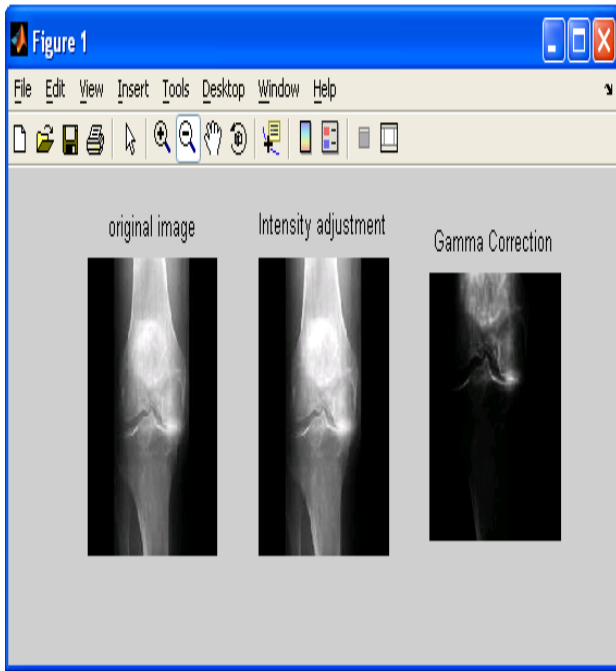 Figure 1
File Edit View Insert Tools Desktop Window Help
original image
Intensity adjustment
Gamma Correction